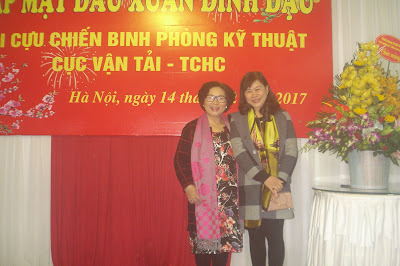 ẶP MẶT ĐẦU XUÂN ĐINH DẬU
I CỰU CHIẾN BINH PHÒNG KỸ THUẬT
CỤC VẬN TẢI - TCHC
Hà Nội, ngày 14 thá 2017